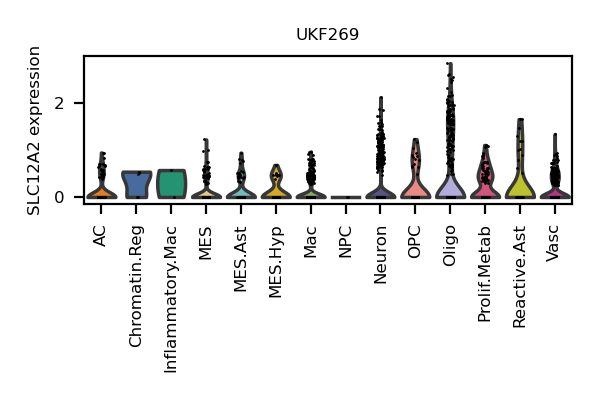 UKF269
SLC12A2 expression
2
0
AC
Chromatin.Reg
Inflammatory.Mac
MES
MES.Ast
MES.Hyp
Mac
NPC
Neuron
OPC
Oligo
Prolif.Metab
Reactive.Ast
Vasc